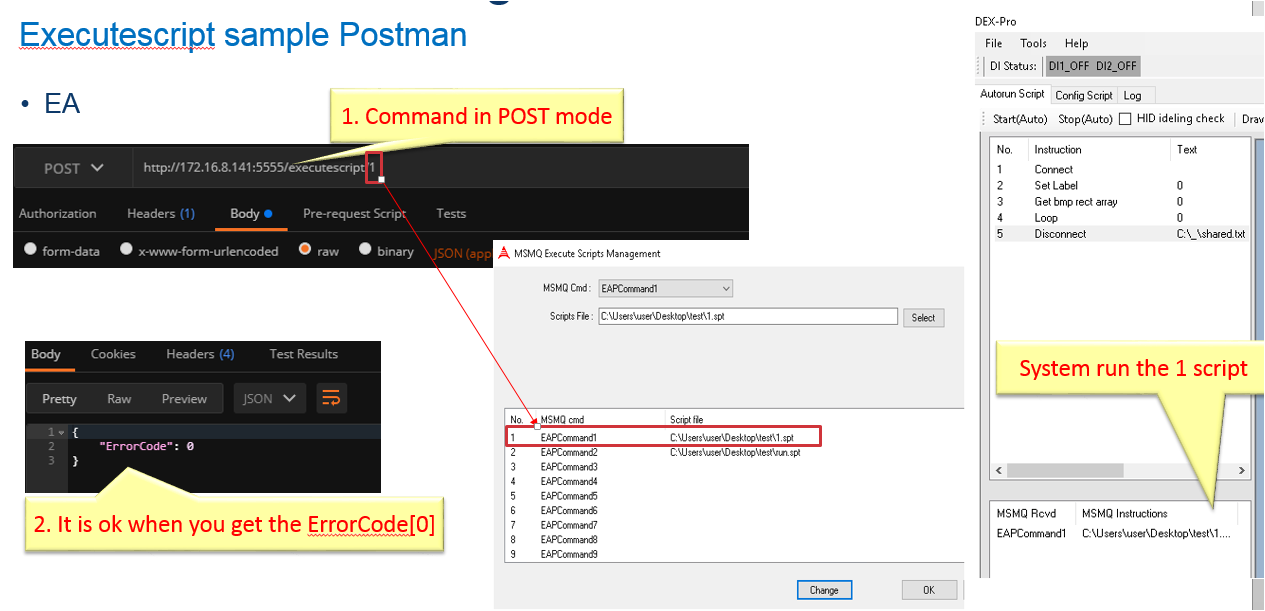 Executescript sample Postman
• EA
1. Command in POST mode
POST
http://172.16.8.141:5555/executescript/1
Authorization Headers (1) Body Pre-request Script Tests
form-data x-www-form-urlencoded raw binary JSON (app
Body Cookies Headers (4) Test Results
Pretty Raw Preview JSON
1 {
2 "ErrorCode": 0
3 }
2. It is ok when you get the ErrorCode[0]
MSMQ Execute Scripts Management
MSMQ Cmd : EAPCommand1
Scripts File : C:\Users\user\Desktop\test\1.spt Select
No. MSMQ cmd Script file
1 EAPCommand1 C:\Users\user\Desktop\test\1.spt
2 EAPCommand2 C:\Users\user\Desktop\test\run.spt
3 EAPCommand3
4 EAPCommand4
5 EAPCommand5
6 EAPCommand6
7 EAPCommand7
8 EAPCommand8
9 EAPCommand9
Change OK
DEX-Pro
File Tools Help
DI Status: DI1_OFF DI2_OFF
Autorun Script Config Script Log
Start(Auto) Stop(Auto) HID ideling check Drav
No. Instruction Text
1 Connect
2 Set Label 0
3 Get bmp rect array 0
4 Loop 0
5 Disconnect C:\_\shared.txt
System run the 1 script
MSMQ Rcvd MSMQ Instructions
EAPCommand1 C:\Users\user\Desktop\test\1....